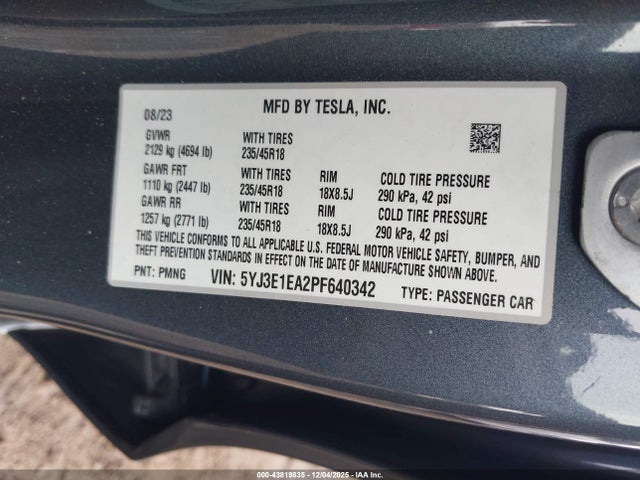 08/23 MFD BY TESLA, INC.
GVWR WITH TIRES
2129 kg (4694 lb) 235/45R18
GAWR FRT WITH TIRES RIM COLD TIRE PRESSURE
1110 kg (2447 lb) 235/45R18 18X8.5J 290 kPa, 42 psi
GAWR RR WITH TIRES RIM COLD TIRE PRESSURE
1257 kg (2771 lb) 235/45R18 18X8.5J 290 kPa, 42 psi
THIS VEHICLE CONFORMS TO ALL APPLICABLE U.S. FEDERAL MOTOR VEHICLE SAFETY, BUMPER, AND
THEFT PREVENTION STANDARDS IN EFFECT ON THE DATE OF MANUFACTURE SHOWN ABOVE.
PNT: PMNG VIN: 5YJ3E1EA2PF640342 TYPE: PASSENGER CAR
000-43819835 - 12/04/2025 - IAA Inc.